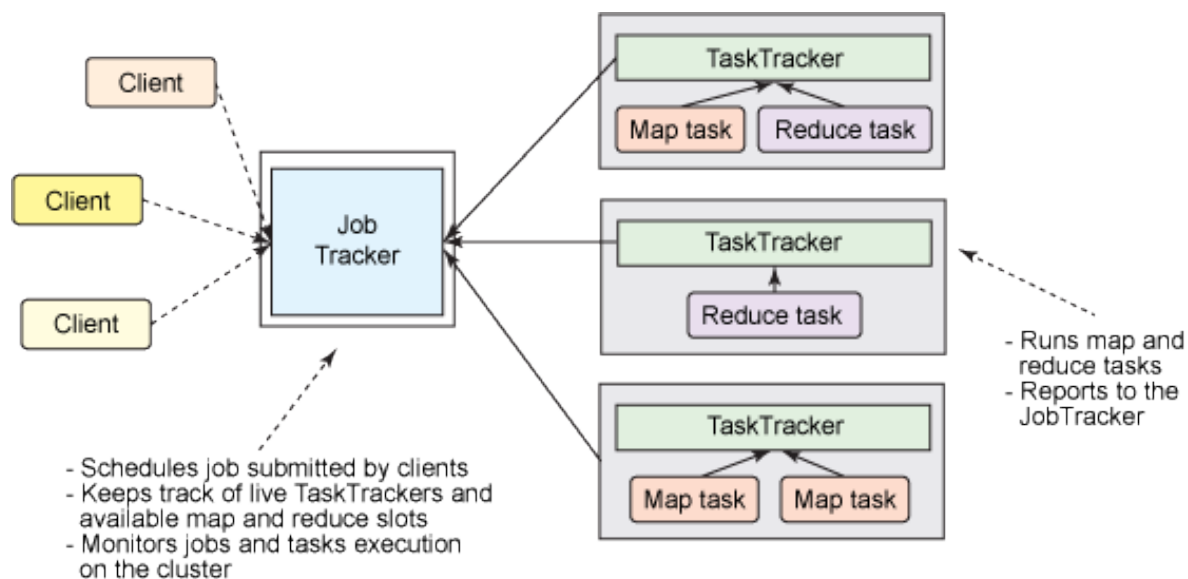 Client
Client
Client
Job
Tracker
TaskTracker
Map task
Reduce task
TaskTracker
Reduce task
TaskTracker
Map task
Map task
- Runs map and
reduce tasks
- Reports to the
JobTracker
- Schedules job submitted by clients
- Keeps track of live TaskTrackers and
available map and reduce slots
- Monitors jobs and tasks execution
on the cluster